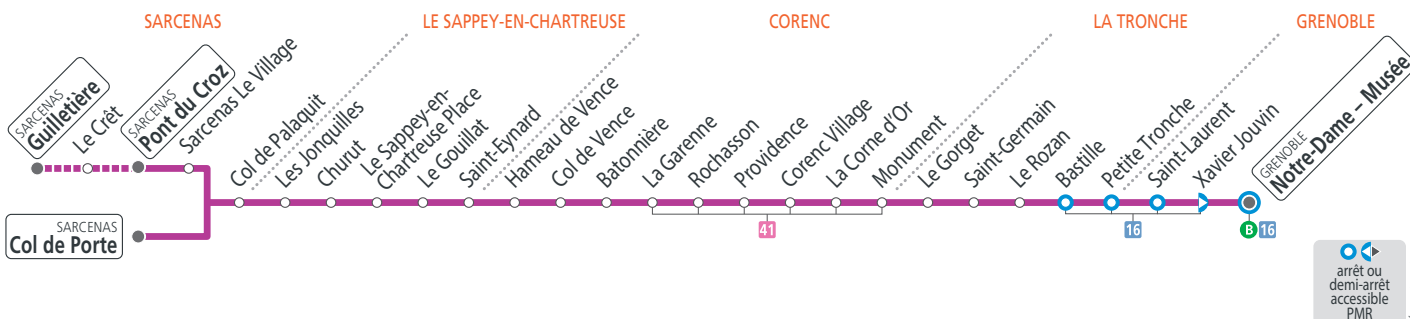 SARCENAS
LE SAPPEY-EN-CHARTREUSE
CORENC
LA TRONCHE
GRENOBLE
SARCENAS
Guilletière
Le Crêt
SARCENAS
Pont du Croz
Sarcenas Le Village
SARCENAS
Col de Porte
Col de Palaquit
Les Jonquilles
Churut
Le Sappey-en-
Chartreuse Place
Le Gouillat
Saint-Eynard
Hameau de Vence
Col de Vence
Batonnière
La Garenne
Rochasson
Providence
Corenc Village
La Corne d'Or
Monument
Le Gorget
Saint-Germain
Le Rozan
Bastille
Petite Tronche
Saint-Laurent
Xavier Jouvin
GRENOBLE
Notre-Dame – Musée
41
16
B 16
arrêt ou
demi-arrêt
accessible
PMR